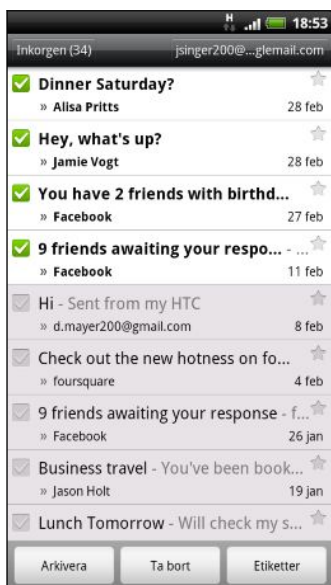 H 18:53
Inkorgen (34) jsinger200@...glemail.com
Dinner Saturday?
» Alisa Pritts 28 feb
Hey, what's up?
» Jamie Vogt 28 feb
You have 2 friends with birthd...
» Facebook 27 feb
9 friends awaiting your respo... - ...
» Facebook 11 feb
Hi - Sent from my HTC
» d.mayer200@gmail.com 8 feb
Check out the new hotness on fo...
» foursquare 4 feb
9 friends awaiting your response - f...
» Facebook 26 jan
Business travel - You've been book...
» Jason Holt 19 jan
Lunch Tomorrow - Will check my s...
Arkivera Ta bort Etiketter